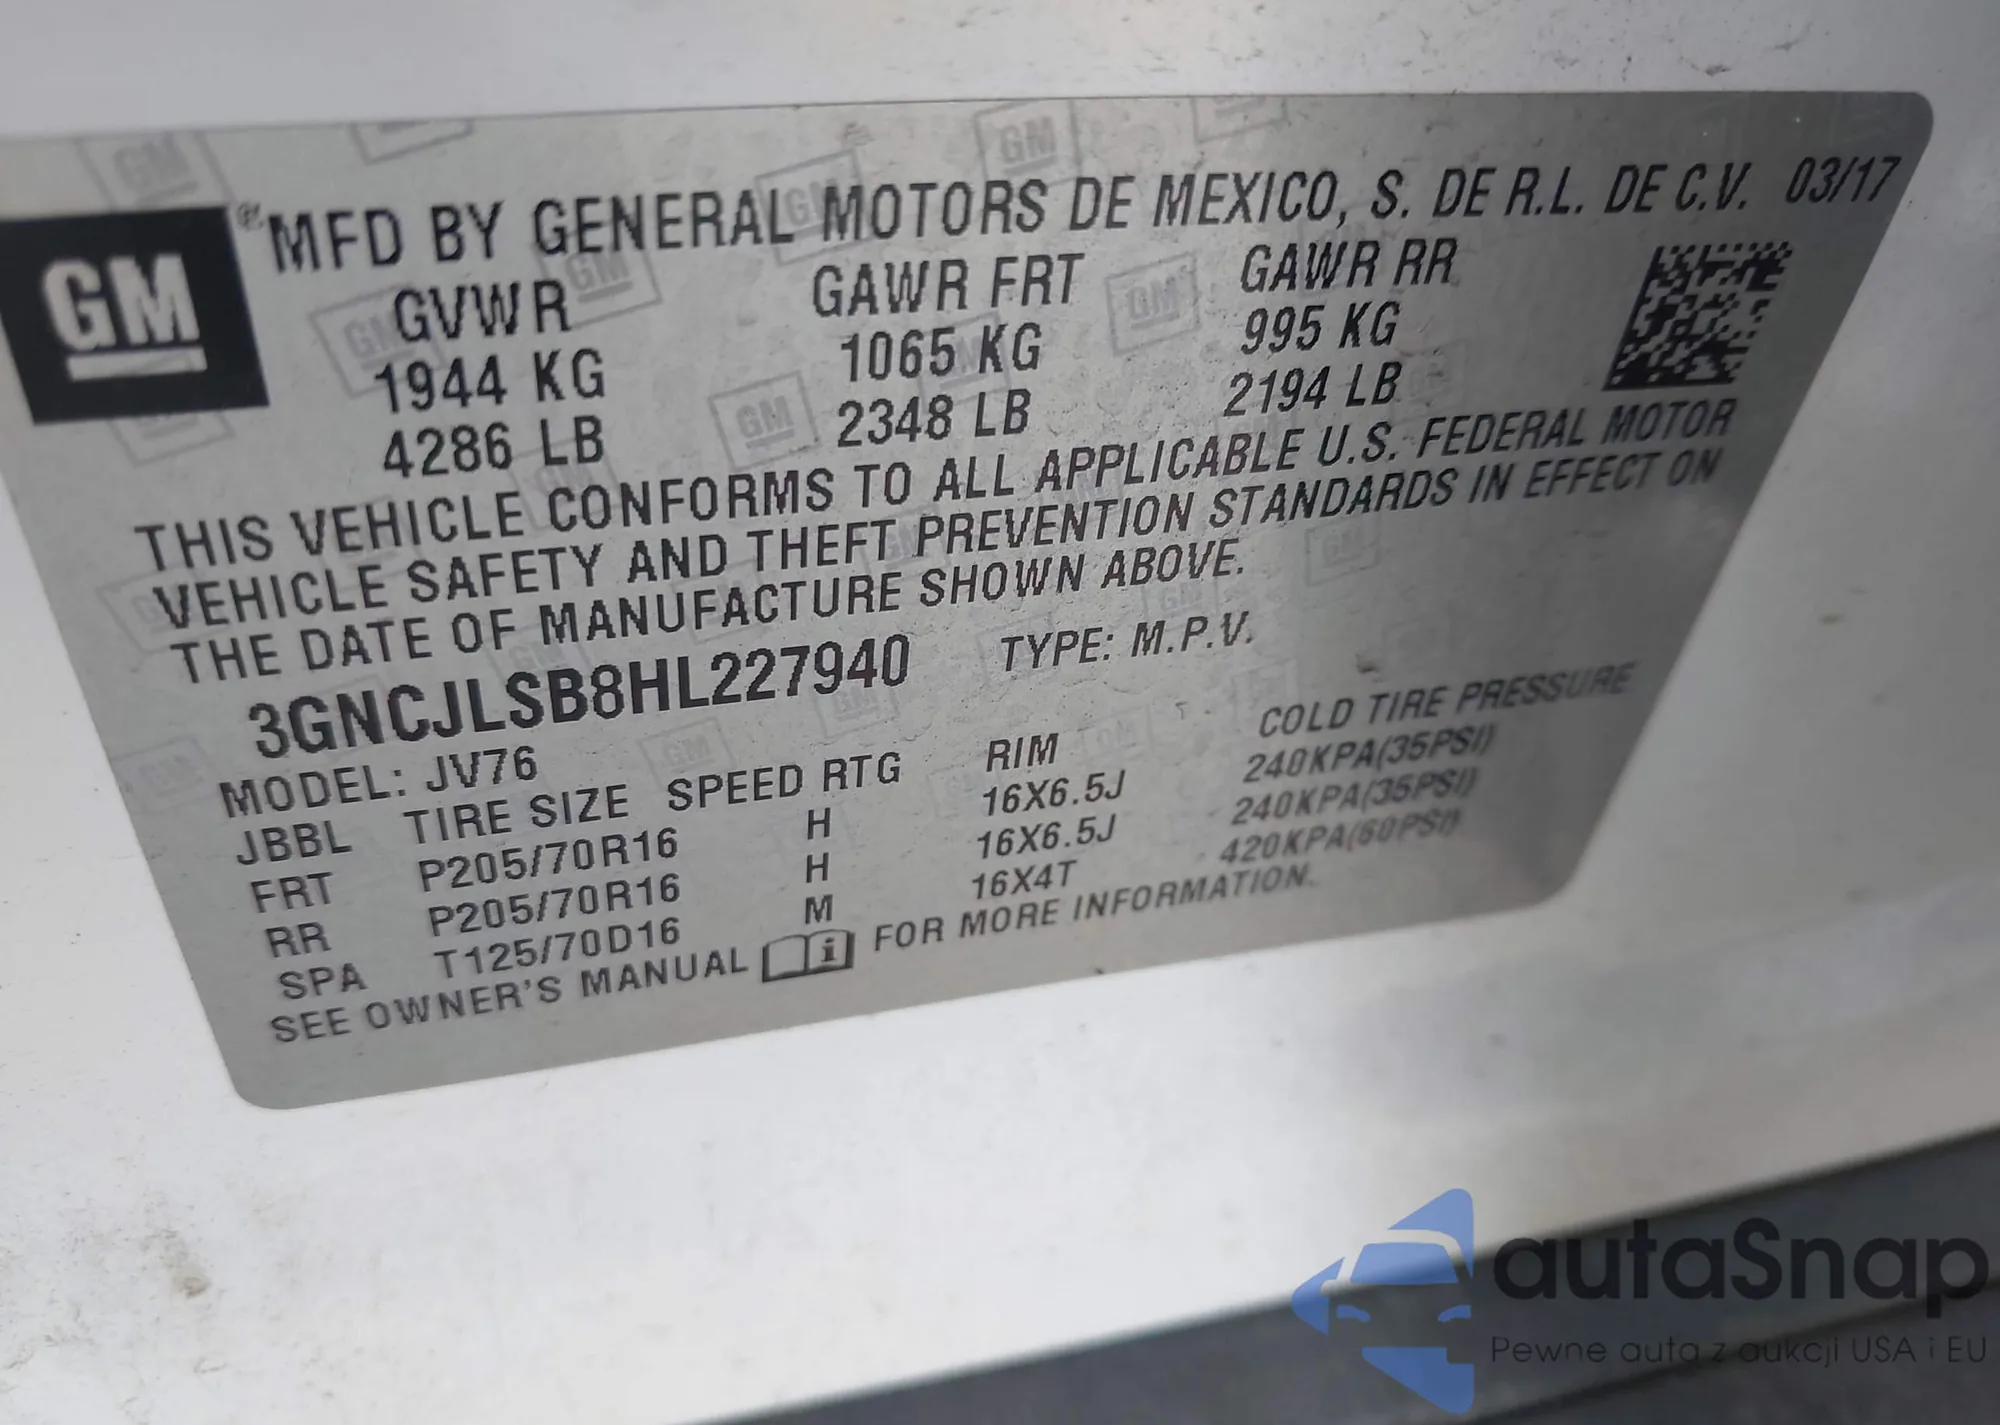 GM
® MFD BY GENERAL MOTORS DE MEXICO, S. DE R.L. DE C.V. 03/17
GVWR GAWR FRT GAWR RR
1944 KG 1065 KG 995 KG
4286 LB 2348 LB 2194 LB
THIS VEHICLE CONFORMS TO ALL APPLICABLE U.S. FEDERAL MOTOR
VEHICLE SAFETY AND THEFT PREVENTION STANDARDS IN EFFECT ON
THE DATE OF MANUFACTURE SHOWN ABOVE.
3GNCJLSB8HL227940 TYPE: M.P.V.
MODEL: JV76
JBBL TIRE SIZE SPEED RTG RIM COLD TIRE PRESSURE
FRT P205/70R16 H 16X6.5J 240KPA(35PSI)
RR P205/70R16 H 16X6.5J 240KPA(35PSI)
SPA T125/70D16 M 16X4T 420KPA(60PSI)
SEE OWNER'S MANUAL i FOR MORE INFORMATION.
autaSnap
Pewne auta z aukcji USA i EU